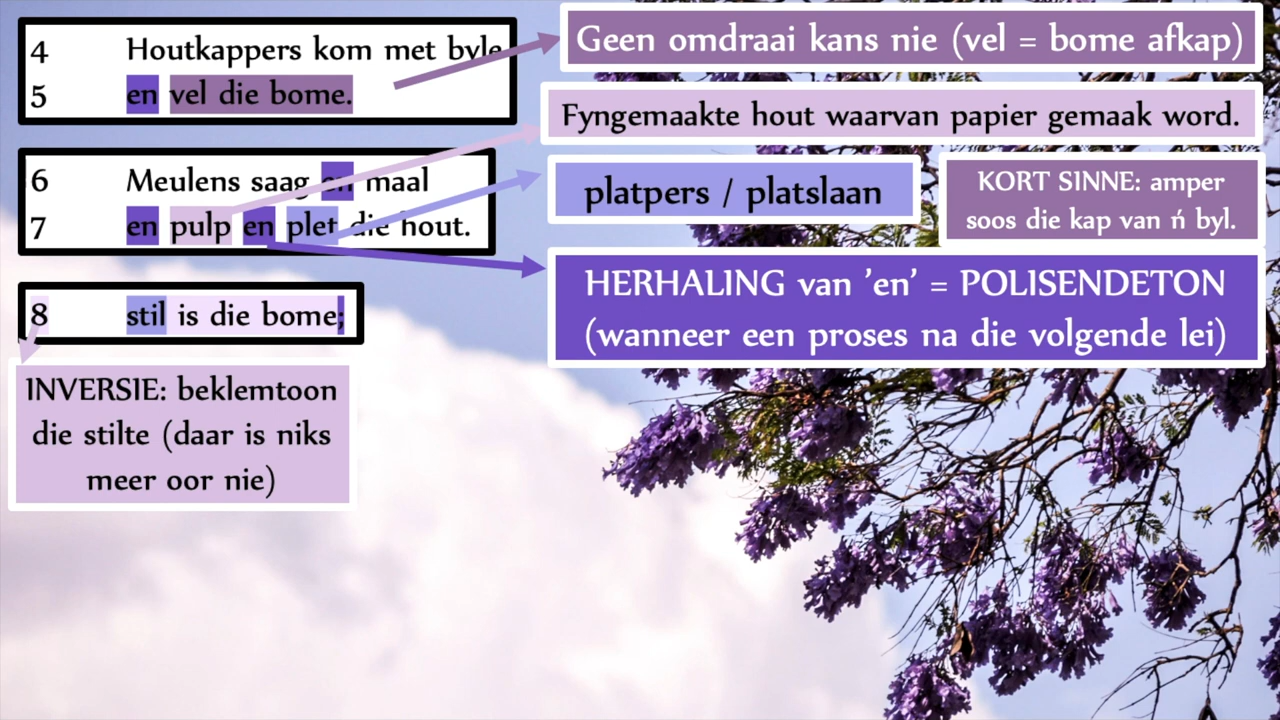 4 Houtkappers kom met byle
5 en vel die bome.
Geen omdraai kans nie (vel = bome afkap)
Fyngemaakte hout waarvan papier gemaak word.
6 Meulens saag en maal
7 en pulp en plet die hout.
platpers / platslaan
KORT SINNE: amper
soos die kap van ń byl.
HERHALING van 'en' = POLISENDETON
(wanneer een proses na die volgende lei)
8 stil is die bome;
INVERSIE: beklemtoon
die stilte (daar is niks
meer oor nie)